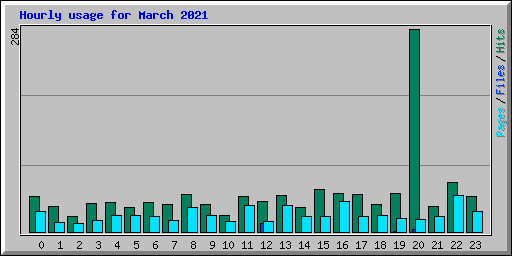 Hourly usage for March 2021
284
Pages/Files/Hits
0 1 2 3 4 5 6 7 8 9 10 11 12 13 14 15 16 17 18 19 20 21 22 23